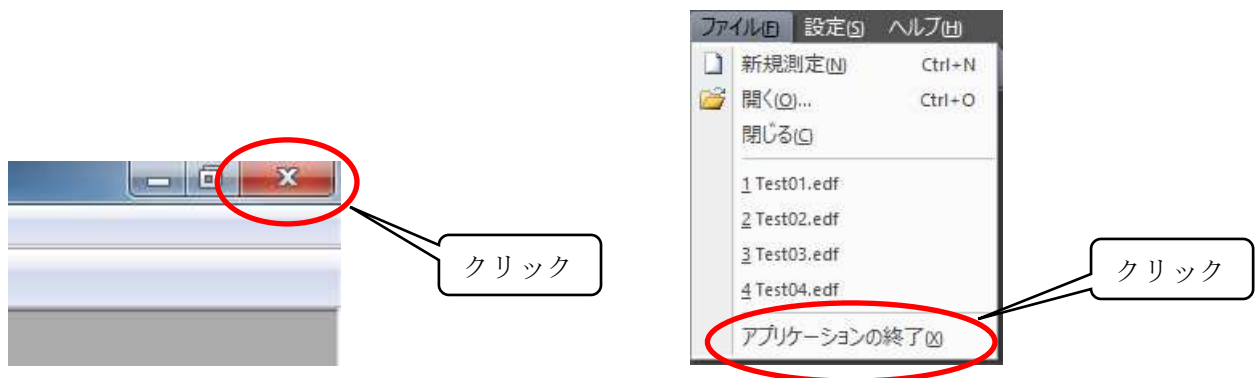 クリック
ファイル(F) 設定(S) ヘルプ(H)
新規測定(N) Ctrl+N
開く(O)... Ctrl+O
閉じる(C)
1 Test01.edf
2 Test02.edf
3 Test03.edf
4 Test04.edf
アプリケーションの終了(X)
クリック